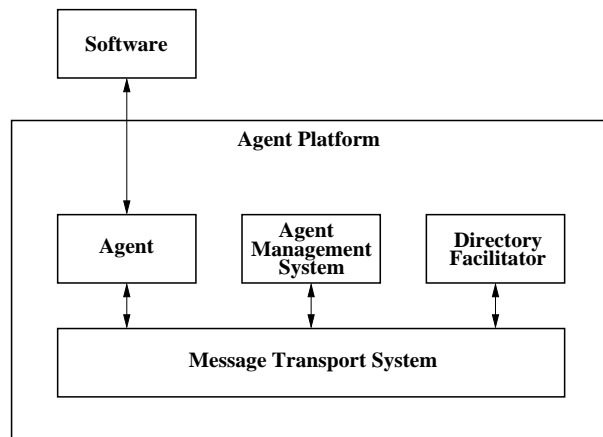 Software
Agent Platform
Agent
Agent
Management
System
Directory
Facilitator
Message Transport System